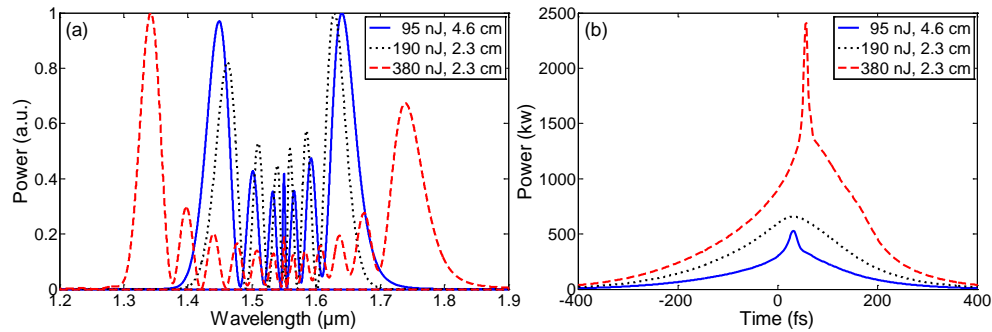 (a)
95 nJ, 4.6 cm
190 nJ, 2.3 cm
380 nJ, 2.3 cm
Power (a.u.)
1
0.8
0.6
0.4
0.2
0
1.2 1.3 1.4 1.5 1.6 1.7 1.8 1.9
Wavelength (µm)
(b)
95 nJ, 4.6 cm
190 nJ, 2.3 cm
380 nJ, 2.3 cm
Power (kw)
2500
2000
1500
1000
500
0
-400 -200 0 200 400
Time (fs)